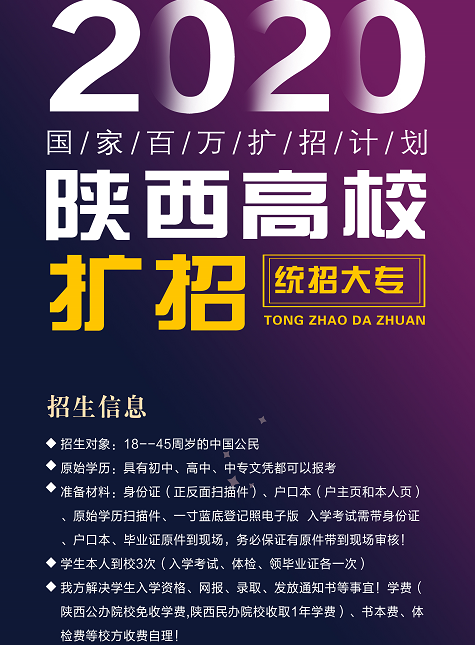 2020
国/家/百/万/扩/招/计/划
陕西高校
扩招
统招大专
TONG ZHAO DA ZHUAN
招生信息
◆ 招生对象：18--45周岁的中国公民
◆ 原始学历：具有初中、高中、中专文凭都可以报考
◆ 准备材料：身份证（正反面扫描件）、户口本（户主页和本人页）
、原始学历扫描件、一寸蓝底登记照电子版 入学考试需带身份证
、户口本、毕业证原件到现场，务必保证有原件带到现场审核！
◆ 学生本人到校3次（入学考试、体检、领毕业证各一次）
◆ 我方解决学生入学资格、网报、录取、发放通知书等事宜！学费（
陕西公办院校免收学费,陕西民办院校收取1年学费）、书本费、体
检费等校方收费自理！